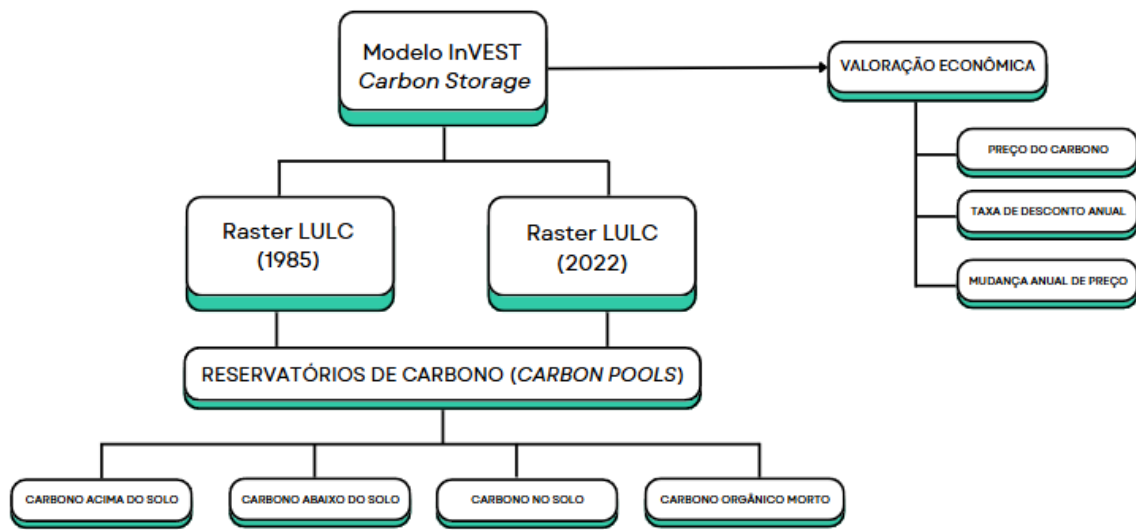 Modelo InVEST
Carbon Storage
VALORAÇÃO ECONÔMICA
PREÇO DO CARBONO
TAXA DE DESCONTO ANUAL
MUDANÇA ANUAL DE PREÇO
Raster LULC
(1985)
Raster LULC
(2022)
RESERVATÓRIOS DE CARBONO (CARBON POOLS)
CARBONO ACIMA DO SOLO
CARBONO ABAIXO DO SOLO
CARBONO NO SOLO
CARBONO ORGÂNICO MORTO